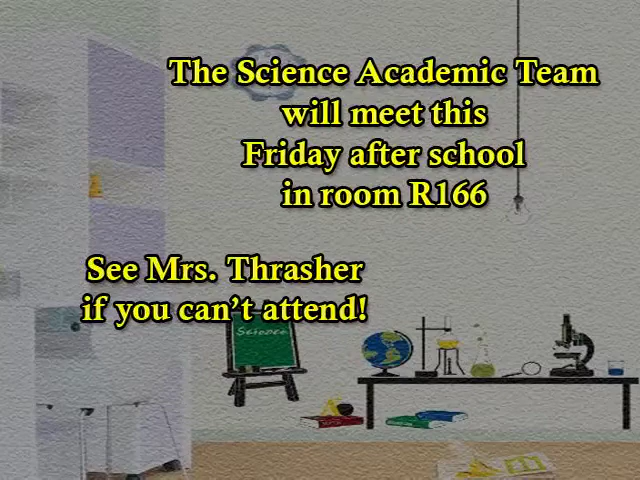 The Science Academic Team
will meet this
Friday after school
in room R166
See Mrs. Thrasher
if you can't attend!
Science